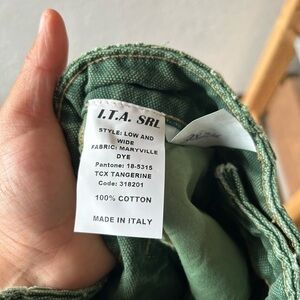 I.T.A. SRL
STYLE: LOW AND
WIDE
FABRIC: MARYVILLE
DYE
Pantone: 18-5315
TCX TANGERINE
Code: 318201
100% COTTON
MADE IN ITALY